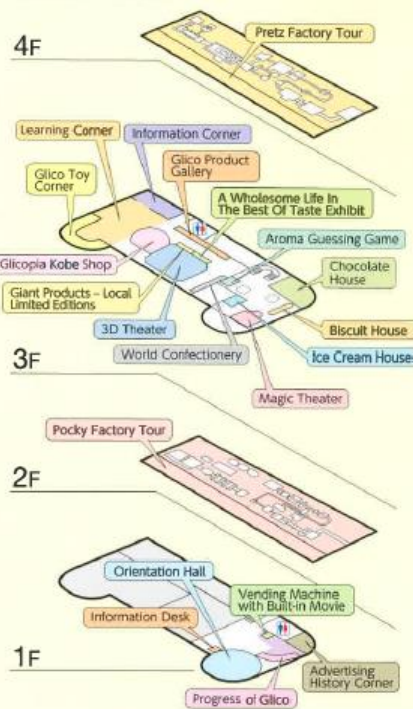 4F
Pretz Factory Tour
Learning Corner
Information Corner
Glico Product
Gallery
Glico Toy
Corner
A Wholesome Life In
The Best Of Taste Exhibit
Aroma Guessing Game
Glicopia Kobe Shop
Chocolate
House
Giant Products – Local
Limited Editions
3D Theater
Biscuit House
World Confectionery
Ice Cream House
3F
Magic Theater
Pocky Factory Tour
2F
Orientation Hall
Vending Machine
with Built-in Movie
Information Desk
1F
Advertising
History Corner
Progress of Glico